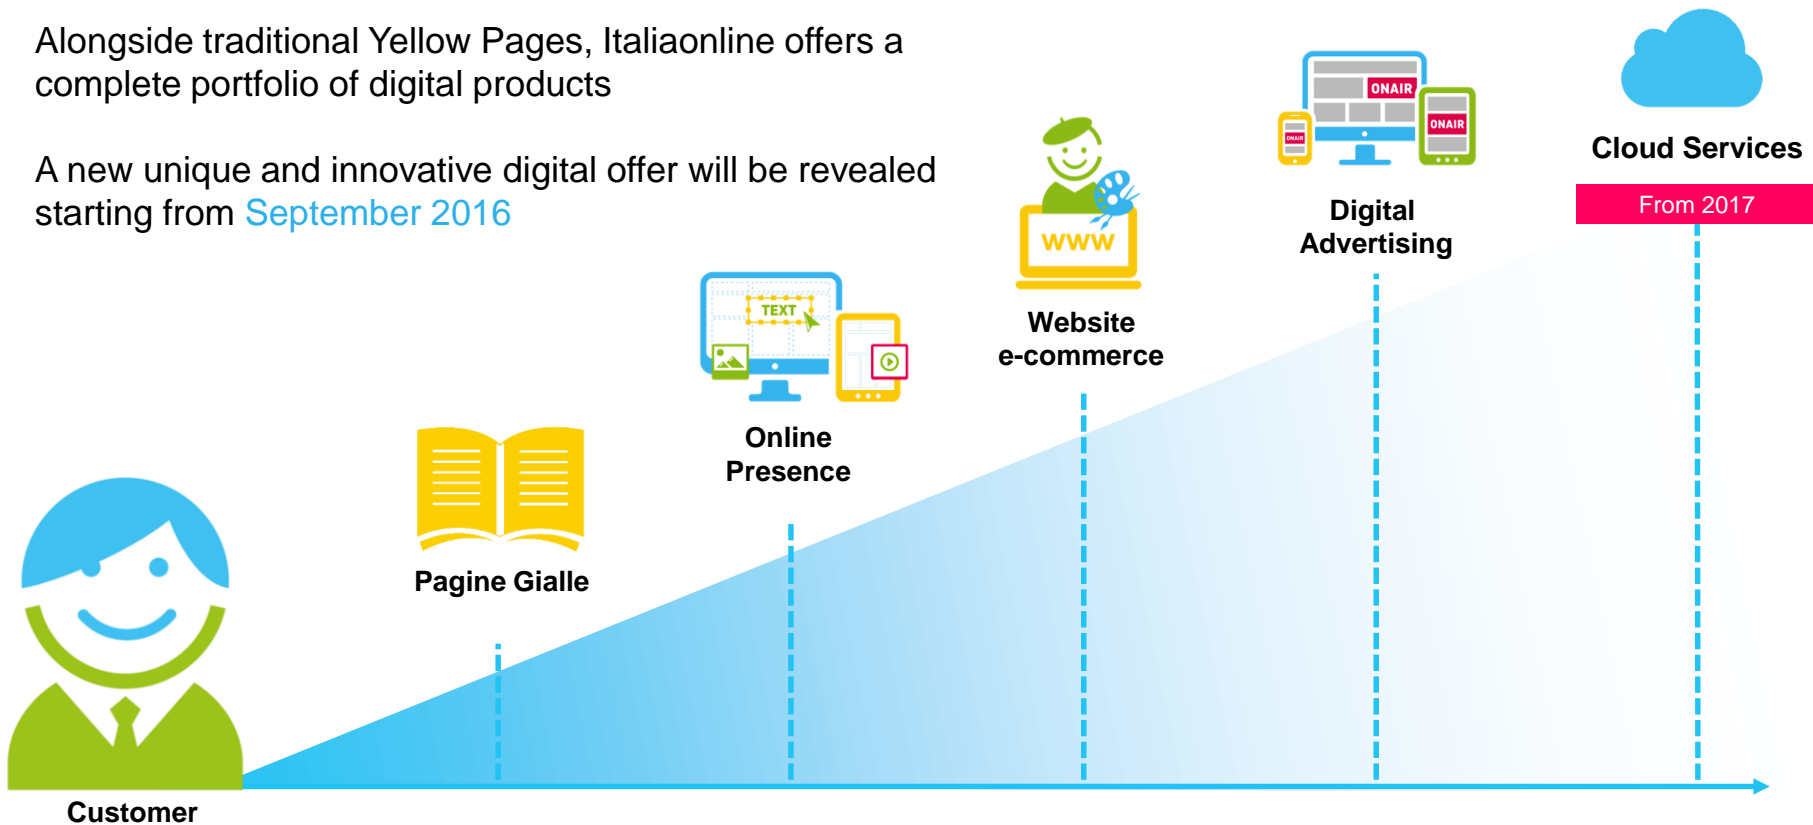 Alongside traditional Yellow Pages, Italiaonline offers a
complete portfolio of digital products
A new unique and innovative digital offer will be revealed
starting from September 2016
ONAIR
ONAIR
ONAIR
Cloud Services
From 2017
Digital
Advertising
WWW
Website
e-commerce
TEXT
Online
Presence
Pagine Gialle
Customer